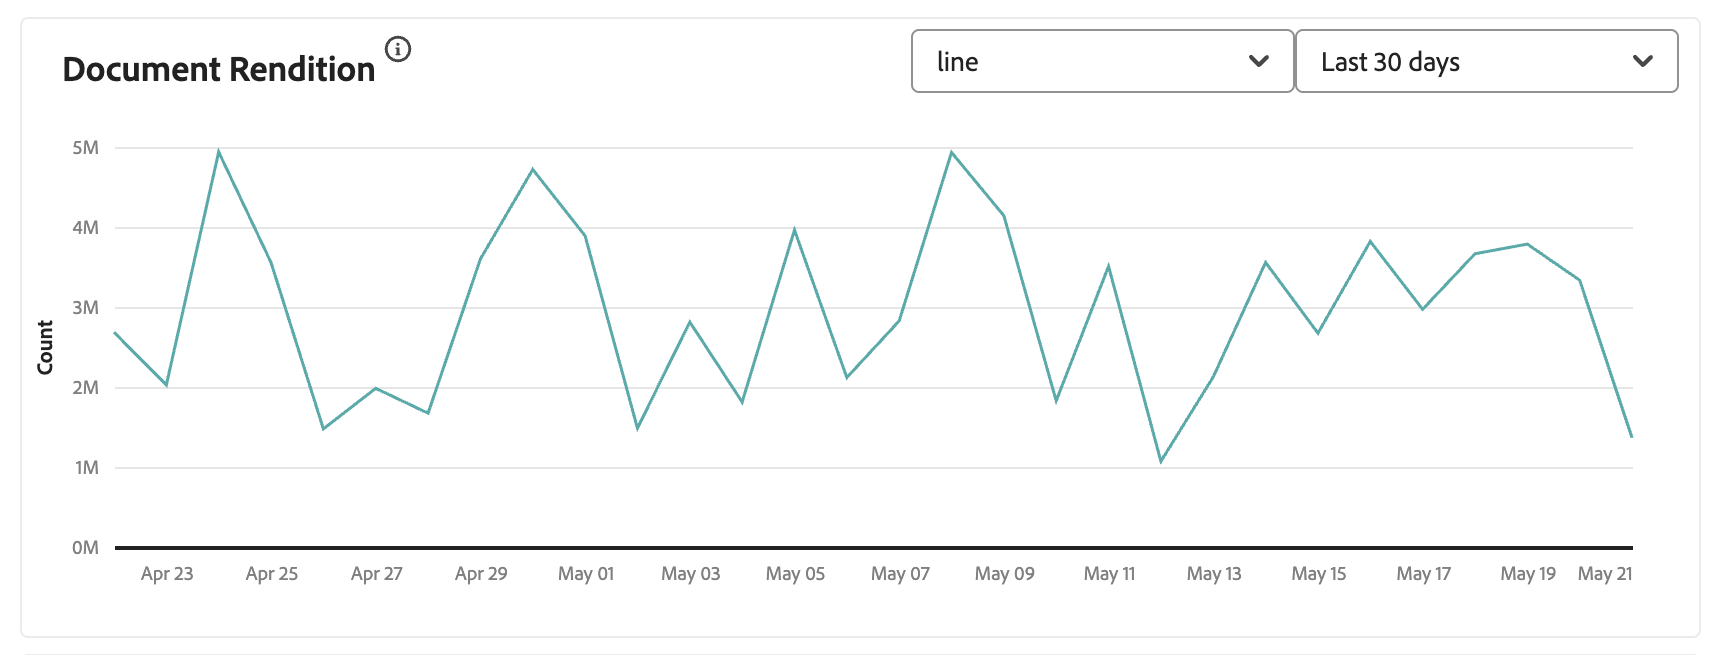 Document Rendition
line
Last 30 days
5M
4M
3M
2M
1M
0M
Count
Apr 23
Apr 25
Apr 27
Apr 29
May 01
May 03
May 05
May 07
May 09
May 11
May 13
May 15
May 17
May 19
May 21